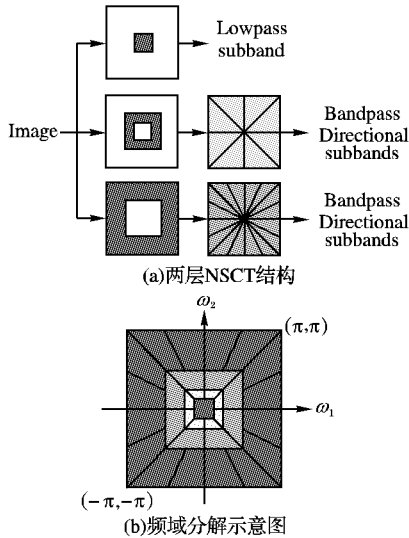 Lowpass
subband
Image
Bandpass
Directional
subbands
Bandpass
Directional
subbands
(a)两层NSCT结构
ω₂
(π,π)
ω₁
(−π,−π)
(b)频域分解示意图